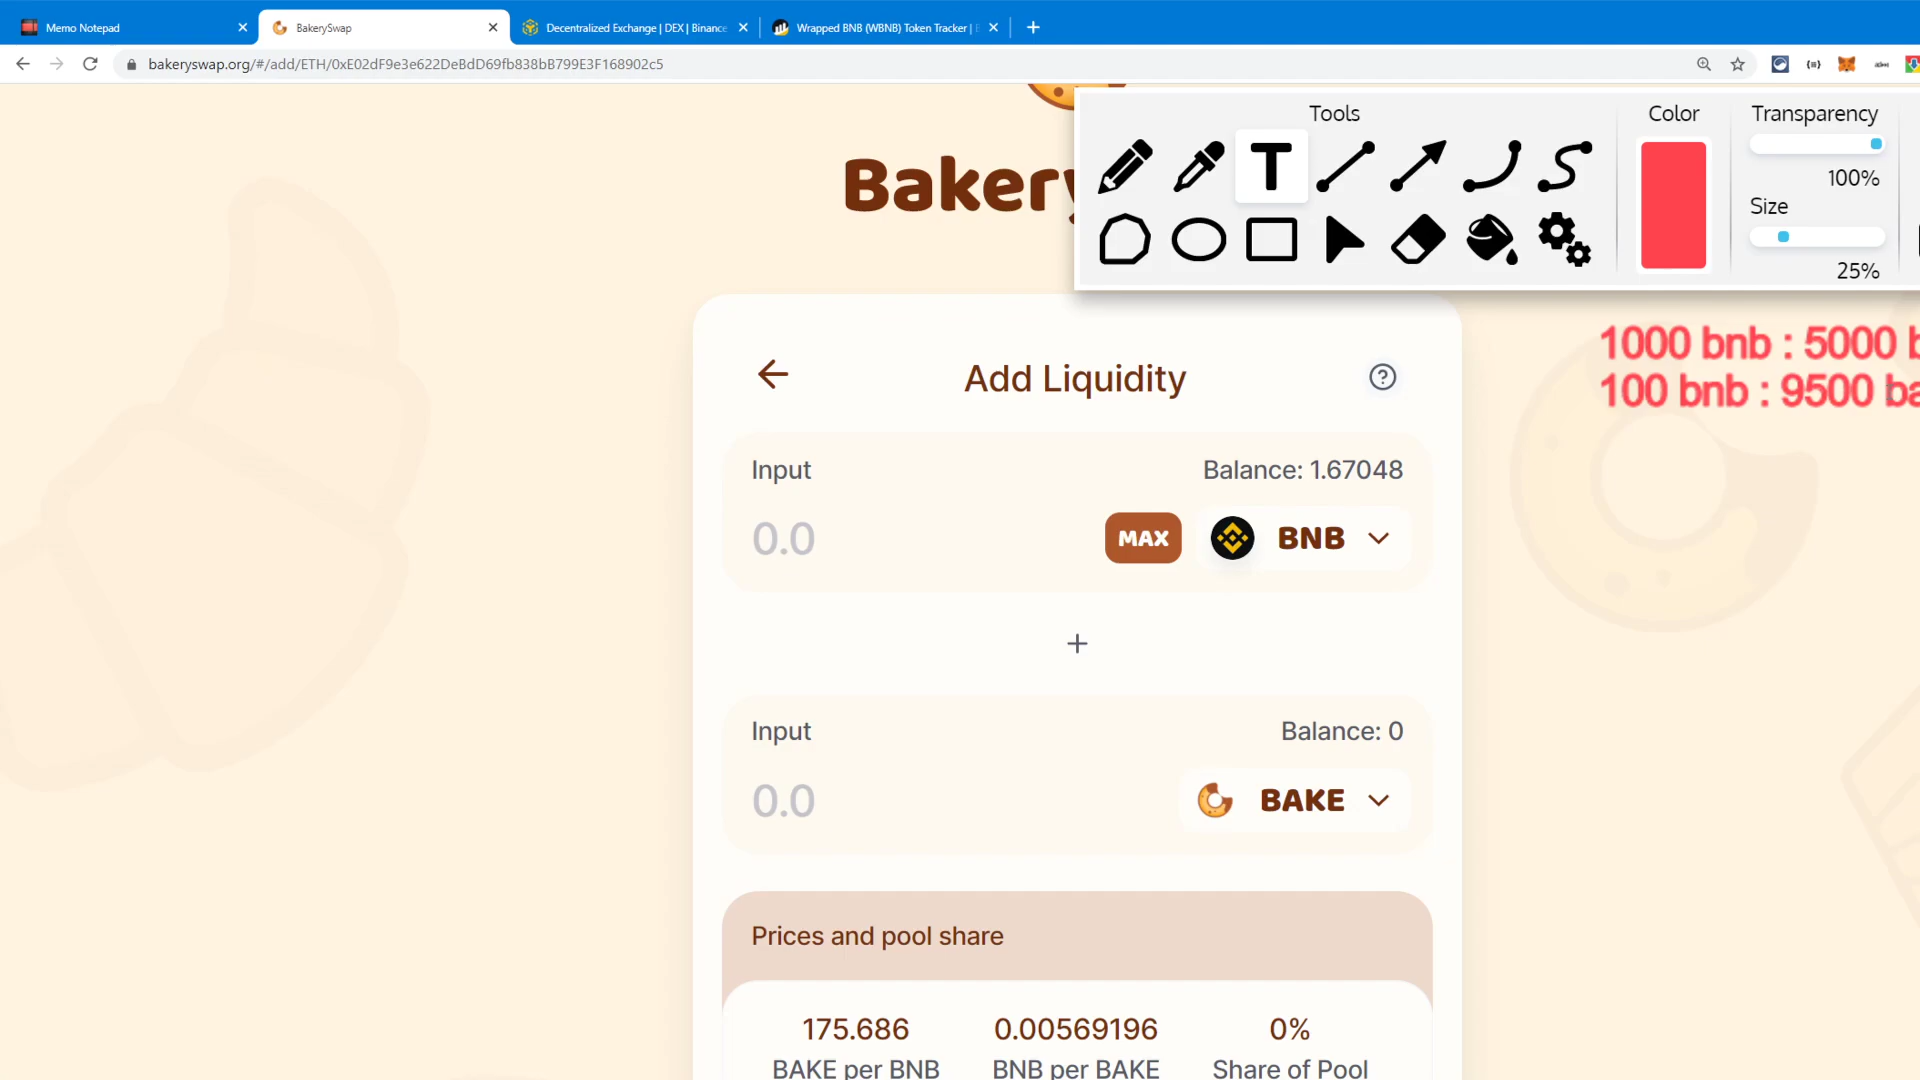 Memo Notepad
BakerySwap
Decentralized Exchange | DEX | Binance
Wrapped BNB (WBNB) Token Tracker |
bakeryswap.org/#/add/ETH/0xE02dF9e3e622DeBdD69fb838bB799E3F168902c5
Tools
Color
Transparency
100%
Size
25%
T
Bakery
1000 bnb : 5000 b
100 bnb : 9500 ba
Add Liquidity
Input
Balance: 1.67048
0.0
MAX
BNB
+
Input
Balance: 0
0.0
BAKE
Prices and pool share
175.686
0.00569196
0%
BAKE per BNB
BNB per BAKE
Share of Pool